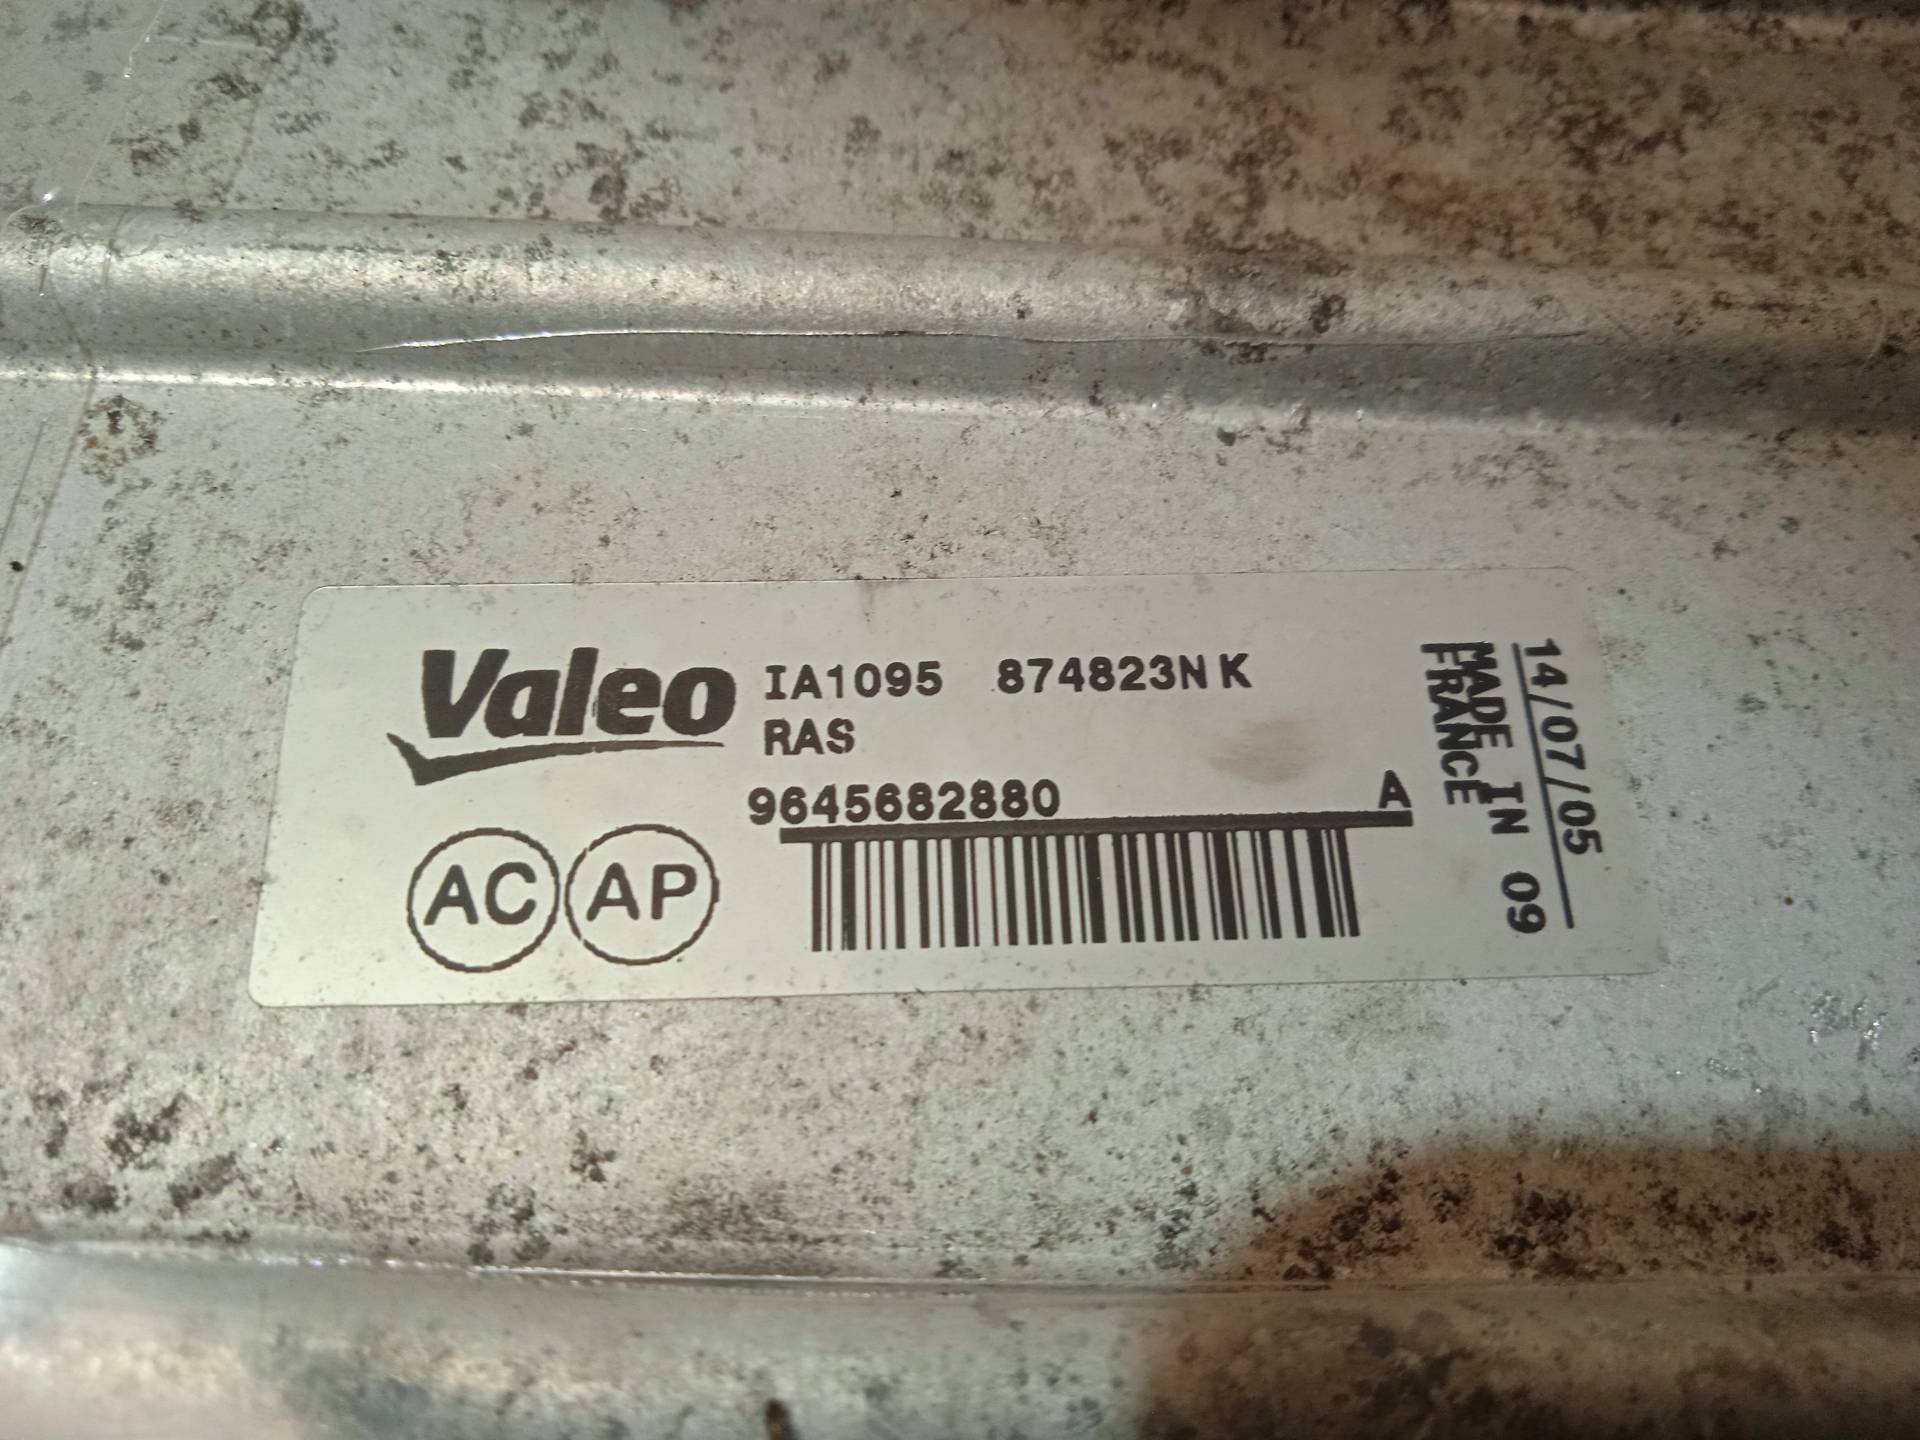 Valeo
IA1095 874823N K
RAS
9645682880 A
AC AP
14/07/05
MADE IN 09
FRANCE